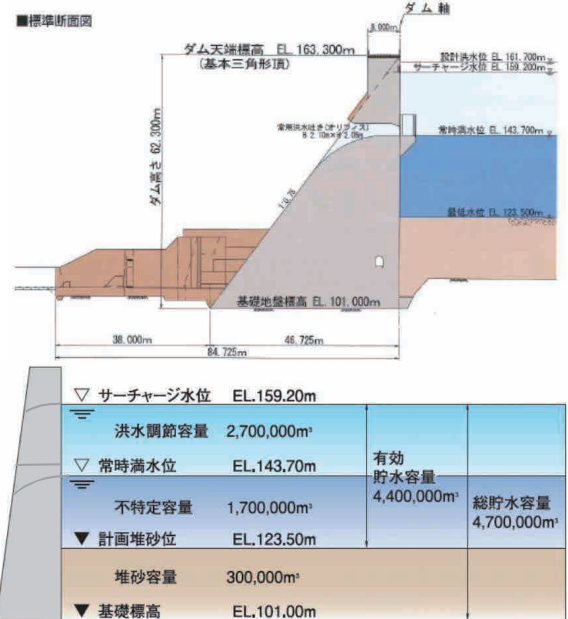 ■標準断面図
ダム軸
8.000m
ダム天端標高 EL. 163.300m
(基本三角形頂)
設計洪水位 EL. 161.700m
サーチャージ水位 EL. 159.200m
常用洪水吐き(オリフィス)
常時満水位 EL. 143.700m
ダム高さ 62.300m
1:0.75
最低水位 EL. 123.500m
基礎地盤標高 EL. 101.000m
38.000m
46.725m
84.725m
▽ サーチャージ水位 EL.159.20m
洪水調節容量 2,700,000m³
▽ 常時満水位 EL.143.70m
有効
貯水容量
4,400,000m³
不特定容量 1,700,000m³
総貯水容量
4,700,000m³
▼ 計画堆砂位 EL.123.50m
堆砂容量 300,000m³
▼ 基礎標高 EL.101.00m